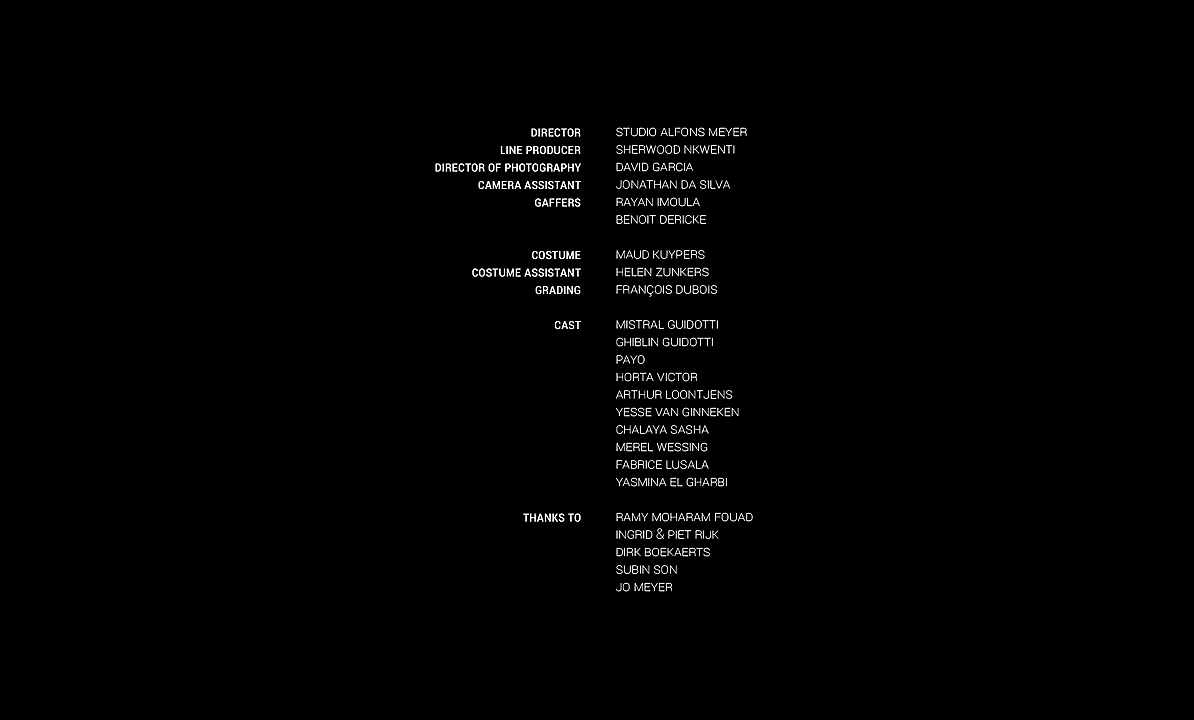 DIRECTOR STUDIO ALFONS MEYER
LINE PRODUCER SHERWOOD NKWENTI
DIRECTOR OF PHOTOGRAPHY DAVID GARCIA
CAMERA ASSISTANT JONATHAN DA SILVA
GAFFERS RAYAN IMOULA
BENOIT DERICKE
COSTUME MAUD KUYPERS
COSTUME ASSISTANT HELEN ZUNKERS
GRADING FRANÇOIS DUBOIS
CAST MISTRAL GUIDOTTI
GHIBLIN GUIDOTTI
PAYO
HORTA VICTOR
ARTHUR LOONTJENS
YESSE VAN GINNEKEN
CHALAYA SASHA
MEREL WESSING
FABRICE LUSALA
YASMINA EL GHARBI
THANKS TO RAMY MOHARAM FOUAD
INGRID & PIET RIJK
DIRK BOEKAERTS
SUBIN SON
JO MEYER